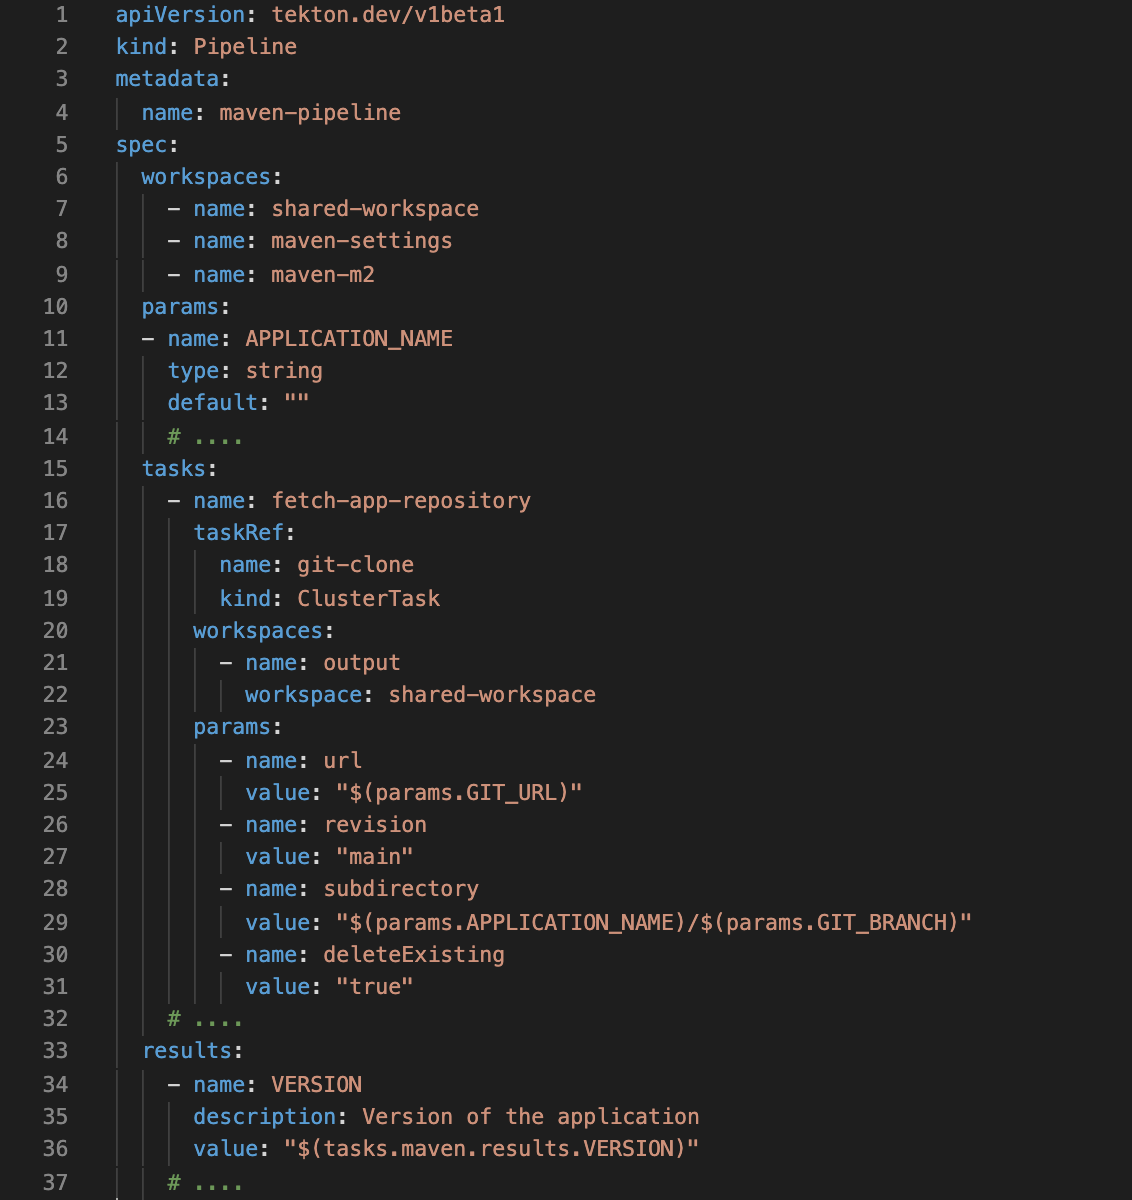 1 apiVersion: tekton.dev/v1beta1
2 kind: Pipeline
3 metadata:
4   name: maven-pipeline
5 spec:
6   workspaces:
7     - name: shared-workspace
8     - name: maven-settings
9     - name: maven-m2
10   params:
11   - name: APPLICATION_NAME
12     type: string
13     default: ""
14     # ....
15   tasks:
16     - name: fetch-app-repository
17       taskRef:
18         name: git-clone
19         kind: ClusterTask
20       workspaces:
21         - name: output
22           workspace: shared-workspace
23       params:
24         - name: url
25           value: "$(params.GIT_URL)"
26         - name: revision
27           value: "main"
28         - name: subdirectory
29           value: "$(params.APPLICATION_NAME)/$(params.GIT_BRANCH)"
30         - name: deleteExisting
31           value: "true"
32     # ....
33   results:
34     - name: VERSION
35       description: Version of the application
36       value: "$(tasks.maven.results.VERSION)"
37     # ....